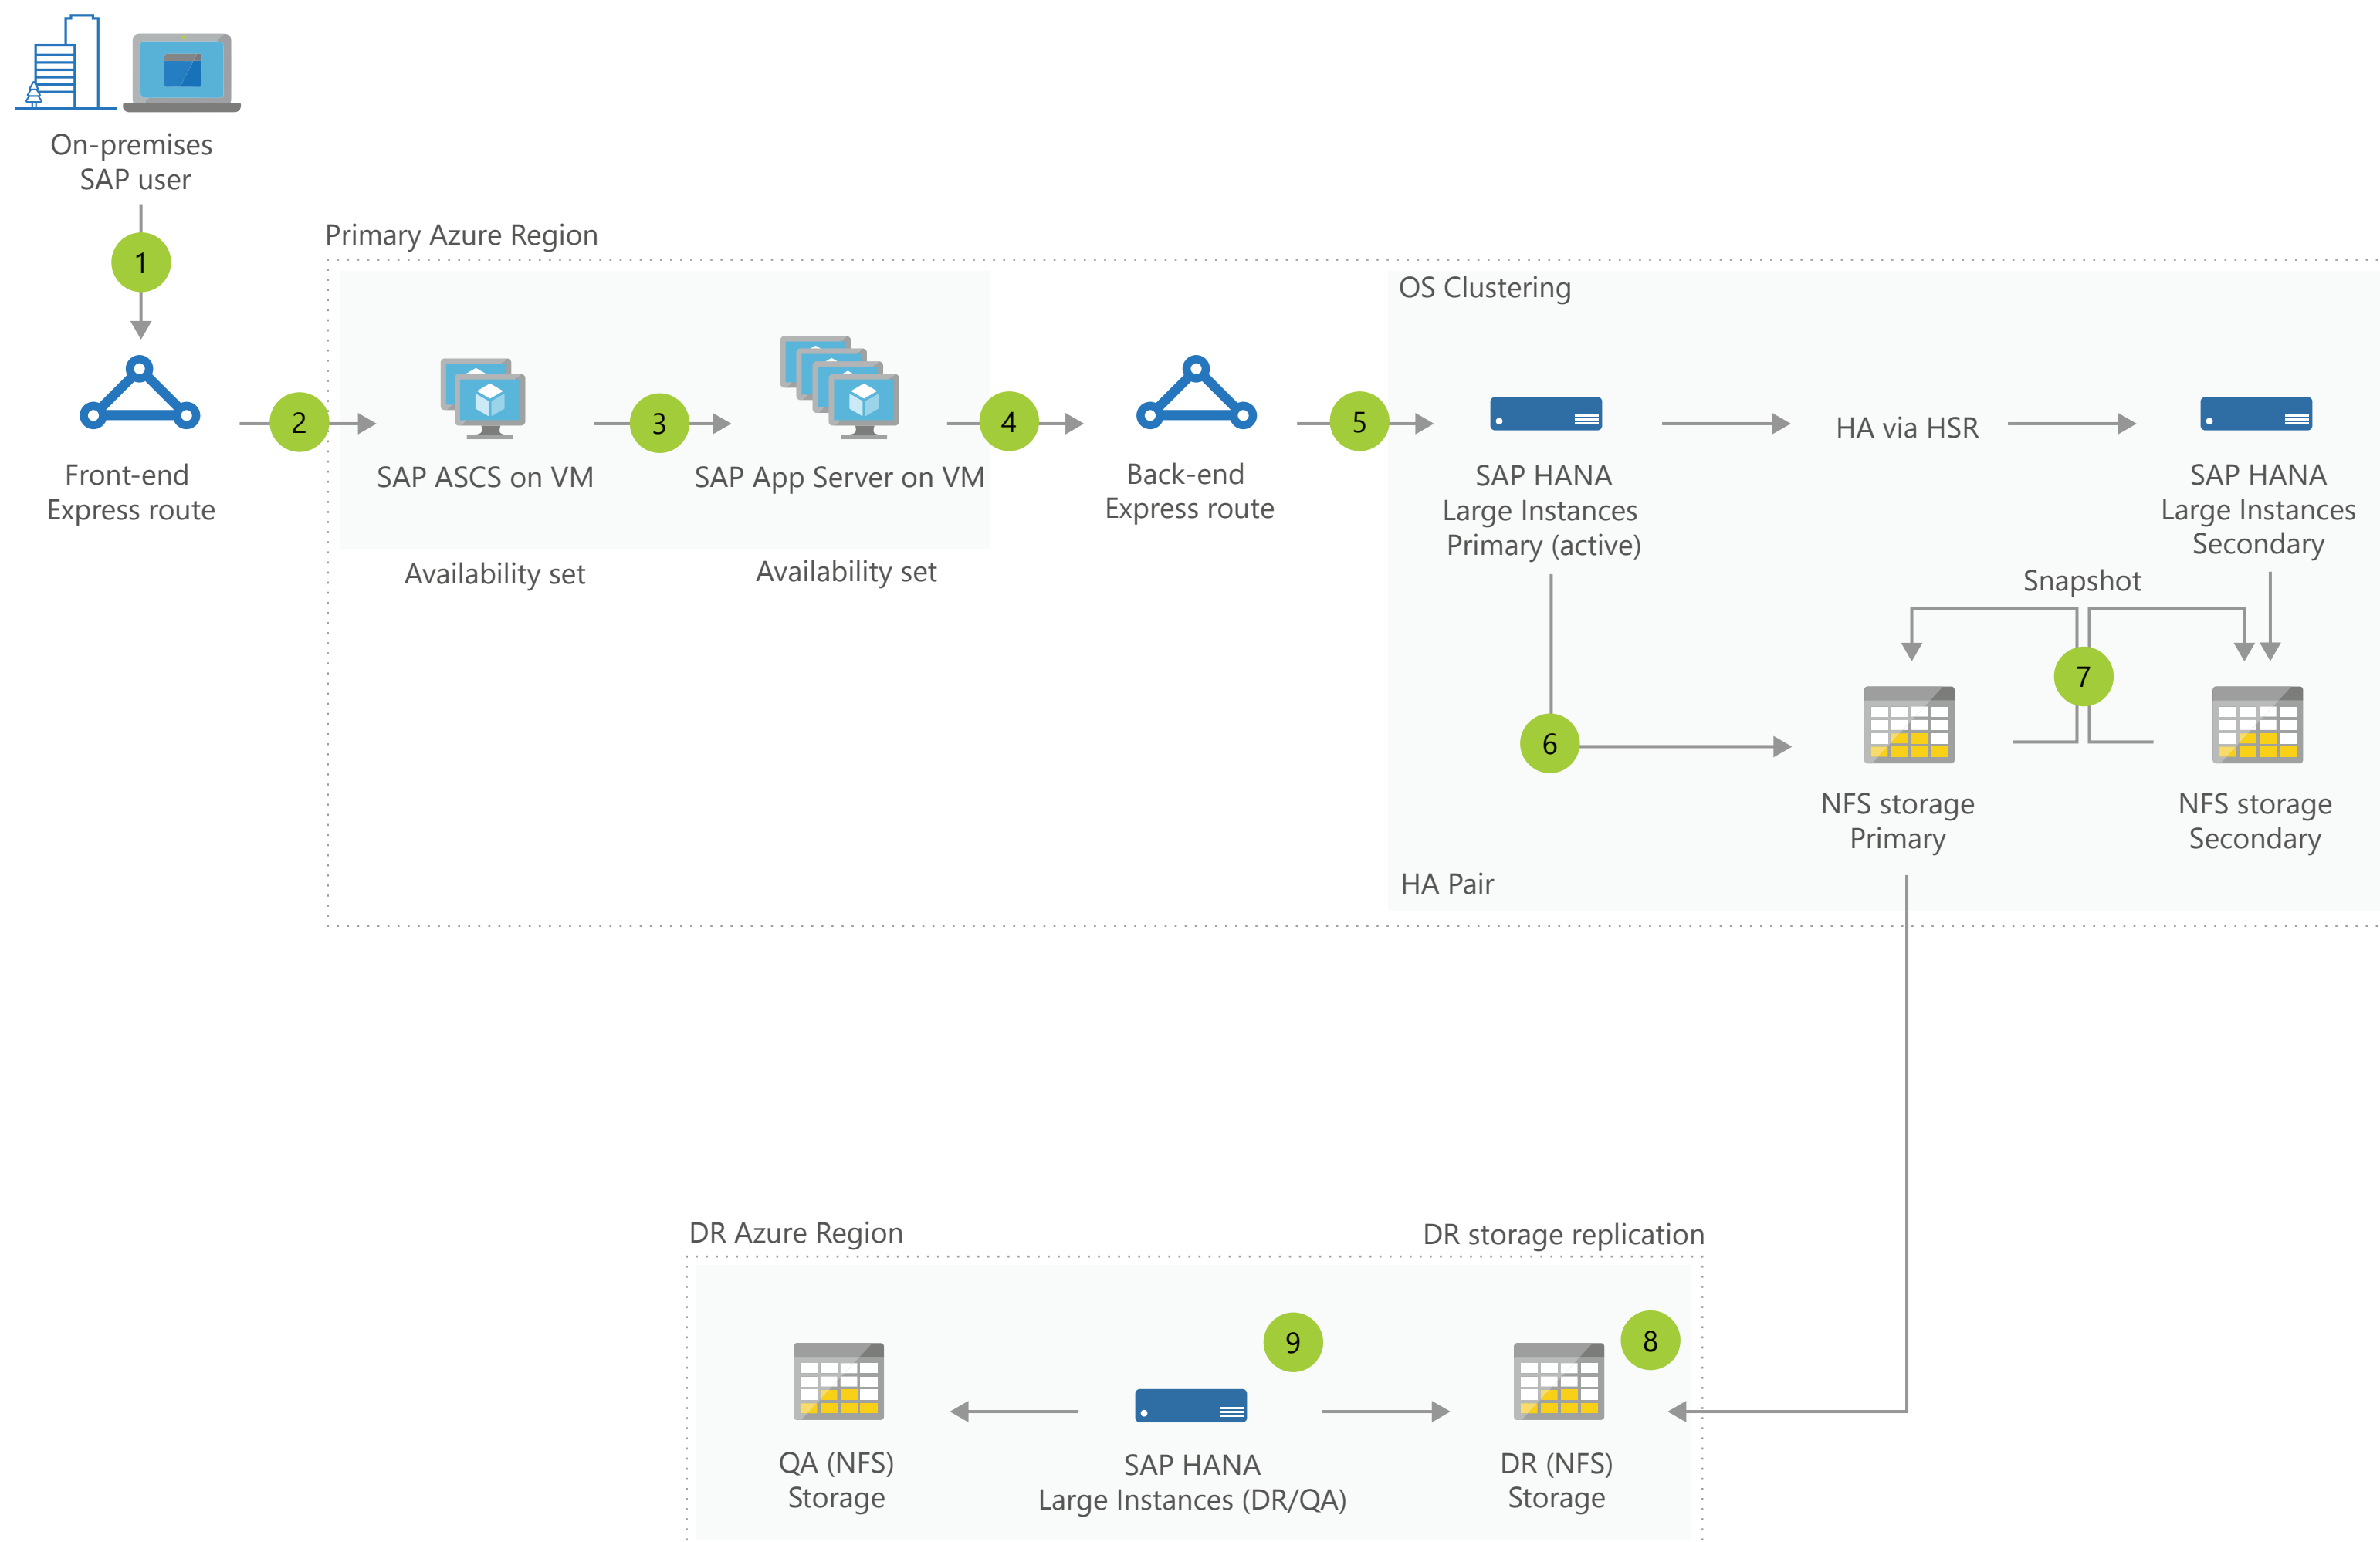 On-premises
SAP user
1
Primary Azure Region
OS Clustering
2
3
4
5
HA via HSR
Front-end
Express route
SAP ASCS on VM
SAP App Server on VM
Back-end
Express route
SAP HANA
Large Instances
Primary (active)
SAP HANA
Large Instances
Secondary
Availability set
Availability set
Snapshot
7
6
NFS storage
Primary
NFS storage
Secondary
HA Pair
DR Azure Region
DR storage replication
9
8
QA (NFS)
Storage
SAP HANA
Large Instances (DR/QA)
DR (NFS)
Storage